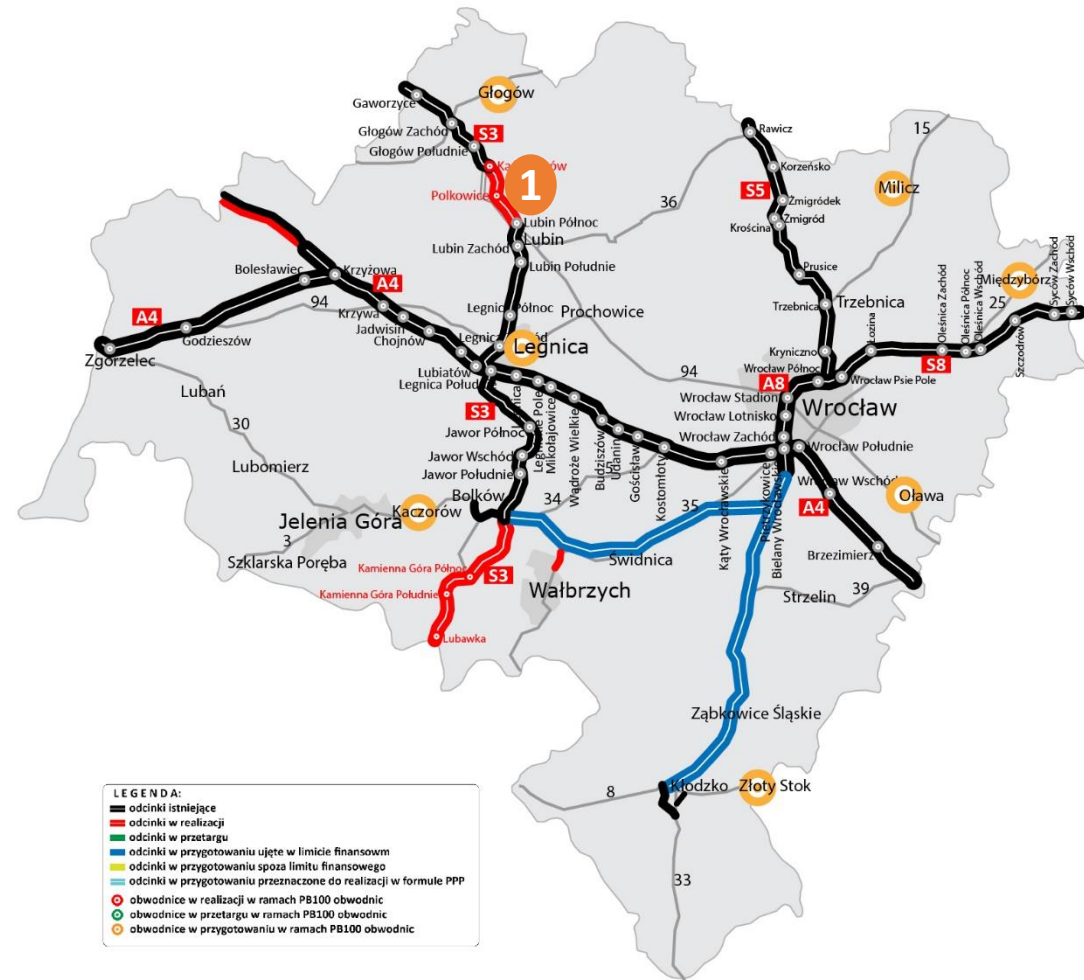 Głogów
Gaworzyce
Głogów Zachód
S3
Głogów Południe
Polkowice
1
Lubin Północ
Lubin
Lubin Zachód
Lubin Południe
36
Rawicz
Korzeńsko
S5
Żmigródek
Żmigród
Krościna
Prusice
Trzebnica
Trzebnica
15
Milicz
Międzybórz
25
Syców Zachód
Syców Wschód
Oleśnica Zachód
Oleśnica Północ
Oleśnica Wschód
Szczodrów
S8
Łozina
Kryniczno
Wrocław Północ
Wrocław Psie Pole
A8
Wrocław Stadion
Wrocław
Wrocław Lotnisko
Wrocław Zachód
Wrocław Południe
Wrocław Wschód
Oława
A4
Brzezimierz
39
Strzelin
Bolesławiec
Krzyżowa
A4
94
Krzywa
Jadwisin
Chojnów
A4
Godzieszów
Zgorzelec
Legnica Północ
Prochowice
Legnica
Lubiatów
Legnica Południe
94
S3
Jawor Północ
Jawor Wschód
Jawor Południe
Bolków
Legnickie Pole
Mikołajowice
Wądroże Wielkie
Budziszów
Udanin
Gościsław
Kostomłoty
Kąty Wrocławskie
Pietrzykowice
Bielany Wrocławskie
5
34
35
Lubań
30
Lubomierz
Kaczorów
Jelenia Góra
3
Szklarska Poręba
Kamienna Góra Północ
S3
Kamienna Góra Południe
Lubawka
Świdnica
Wałbrzych
Ząbkowice Śląskie
8
Kłodzko
Złoty Stok
33
LEGENDA:
odcinki istniejące
odcinki w realizacji
odcinki w przetargu
odcinki w przygotowaniu ujęte w limicie finansowm
odcinki w przygotowaniu spoza limitu finansowego
odcinki w przygotowaniu przeznaczone do realizacji w formule PPP
obwodnice w realizacji w ramach PB100 obwodnic
obwodnice w przetargu w ramach PB100 obwodnic
obwodnice w przygotowaniu w ramach PB100 obwodnic